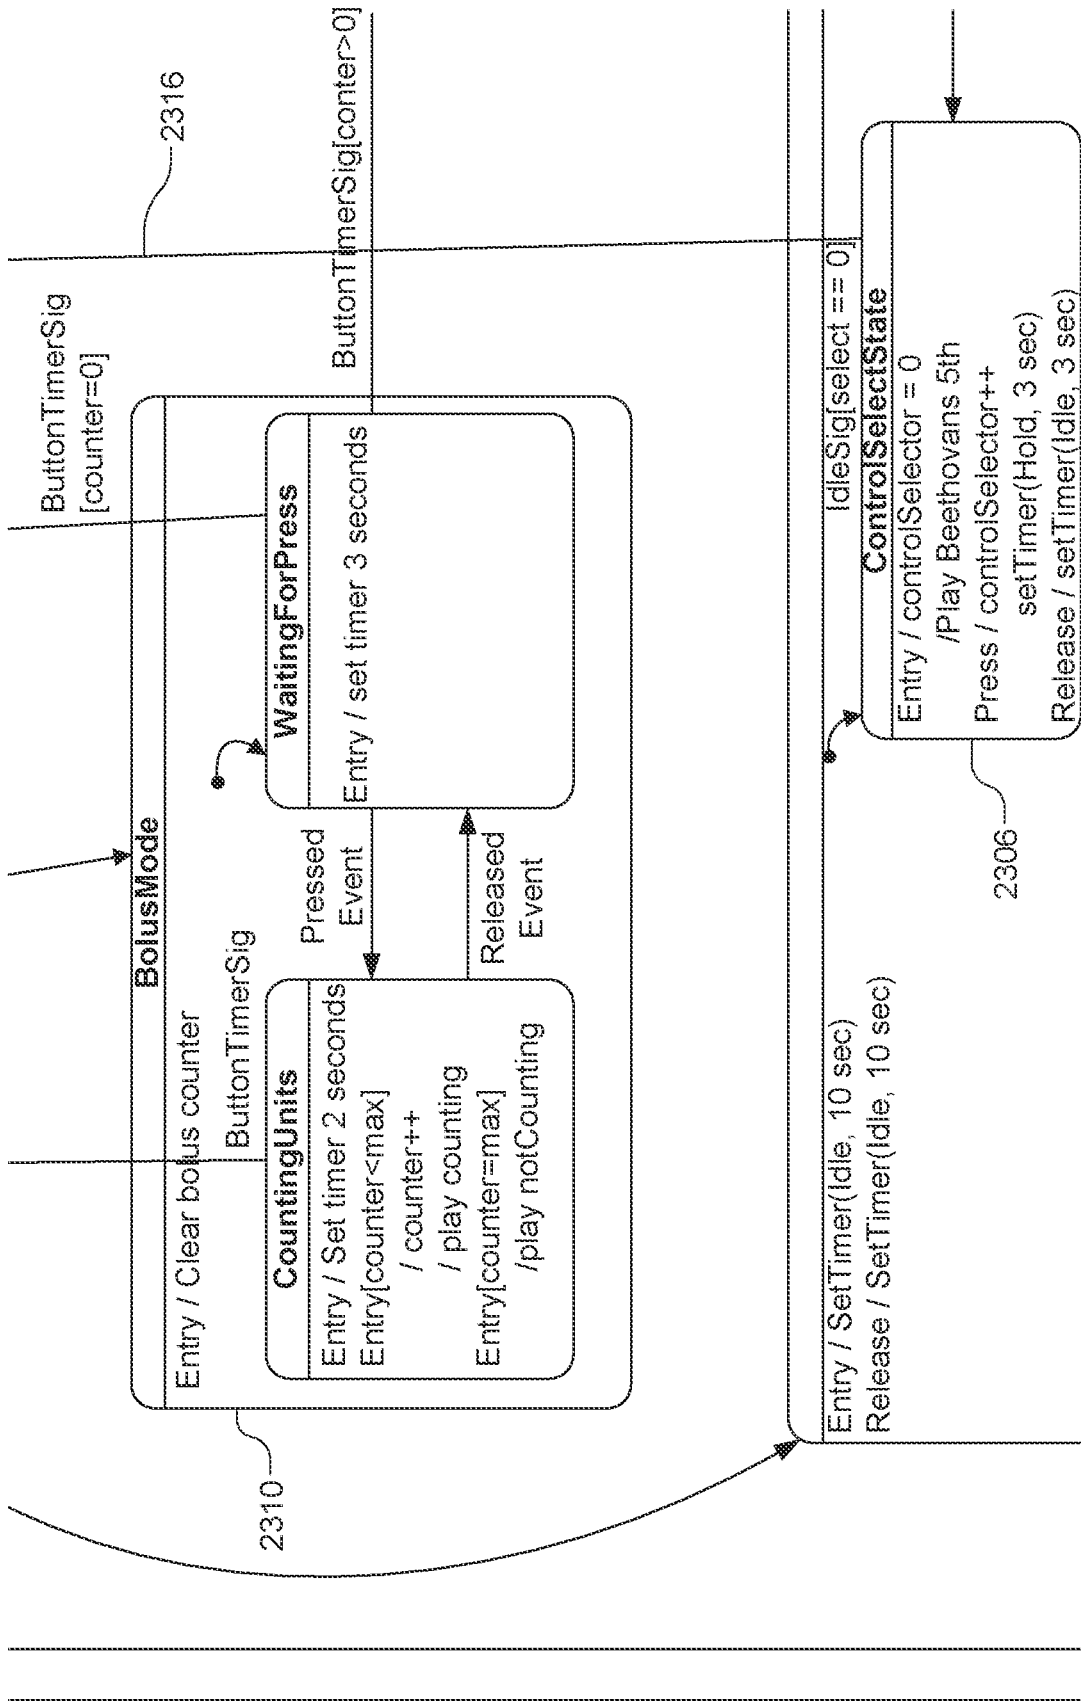 ButtonTimerSig
[counter=0]
2316
ButtonTimerSig[conter>0]
BolusMode
Entry / Clear bolus counter
ButtonTimerSig
CountingUnits
Entry / Set timer 2 seconds
Entry[counter<max]
/ counter++
/ play counting
Entry[counter=max]
/play notCounting
Pressed
Event
Released
Event
WaitingForPress
Entry / set timer 3 seconds
2310
Entry / SetTimer(Idle, 10 sec)
Release / SetTimer(Idle, 10 sec)
IdleSig[select == 0]
ControlSelectState
Entry / controlSelector = 0
/Play Beethovans 5th
Press / controlSelector++
setTimer(Hold, 3 sec)
Release / setTimer(Idle, 3 sec)
2306